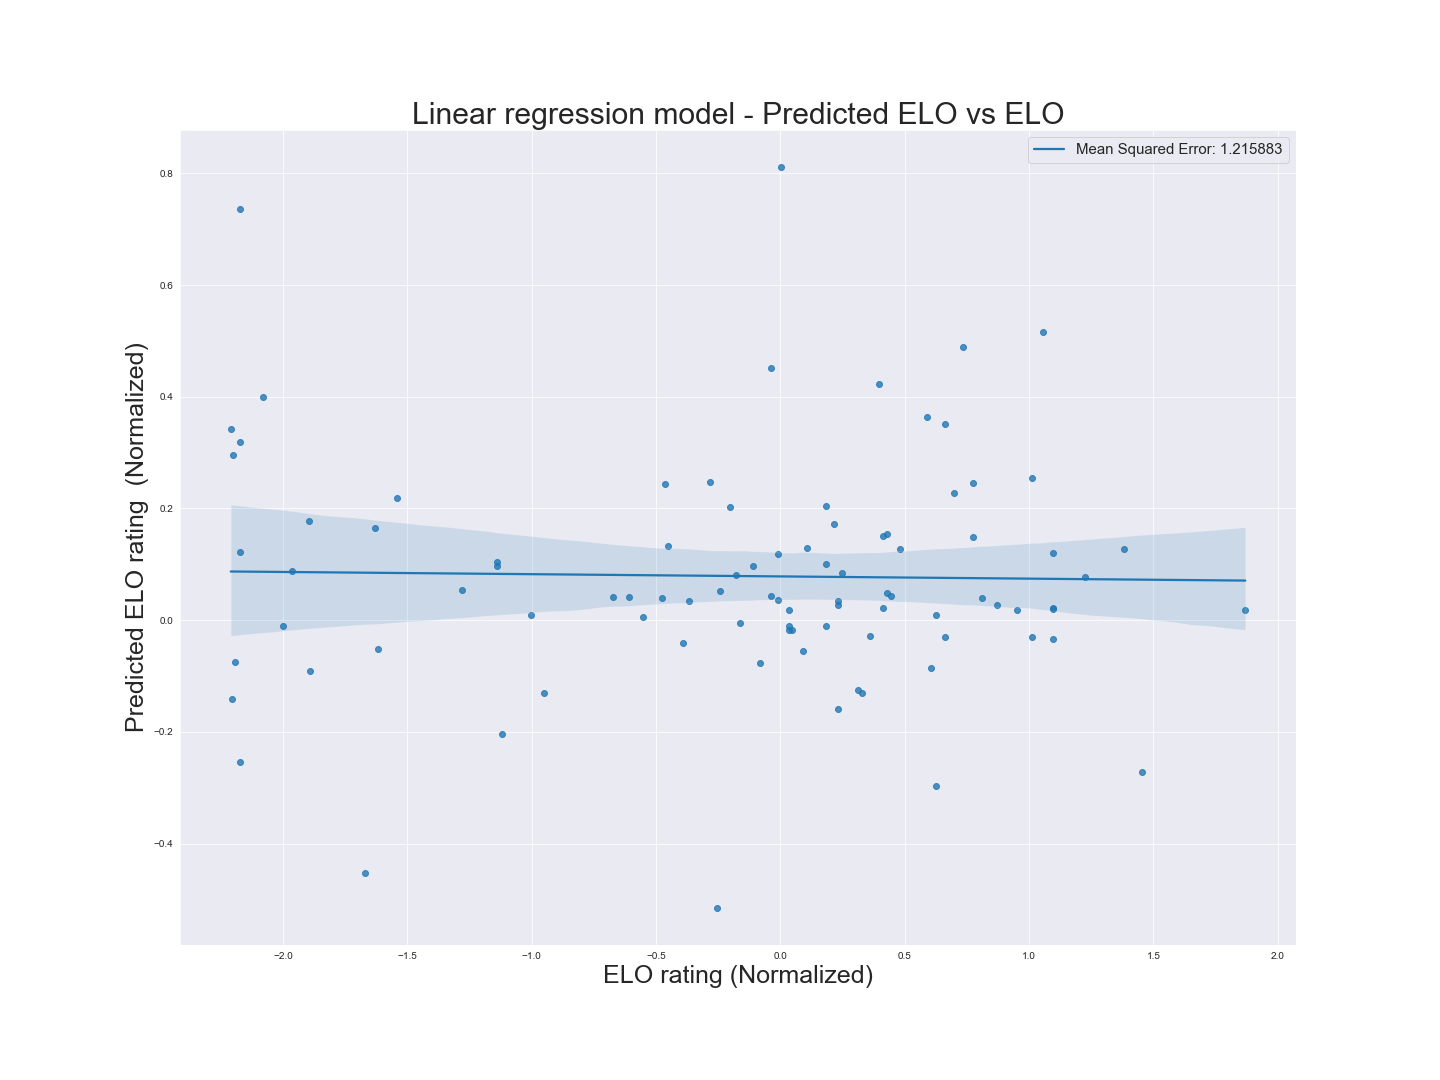 Linear regression model - Predicted ELO vs ELO
Mean Squared Error: 1.215883
Predicted ELO rating  (Normalized)
0.8
0.6
0.4
0.2
0.0
−0.2
−0.4
−2.0 −1.5 −1.0 −0.5 0.0 0.5 1.0 1.5 2.0
ELO rating (Normalized)